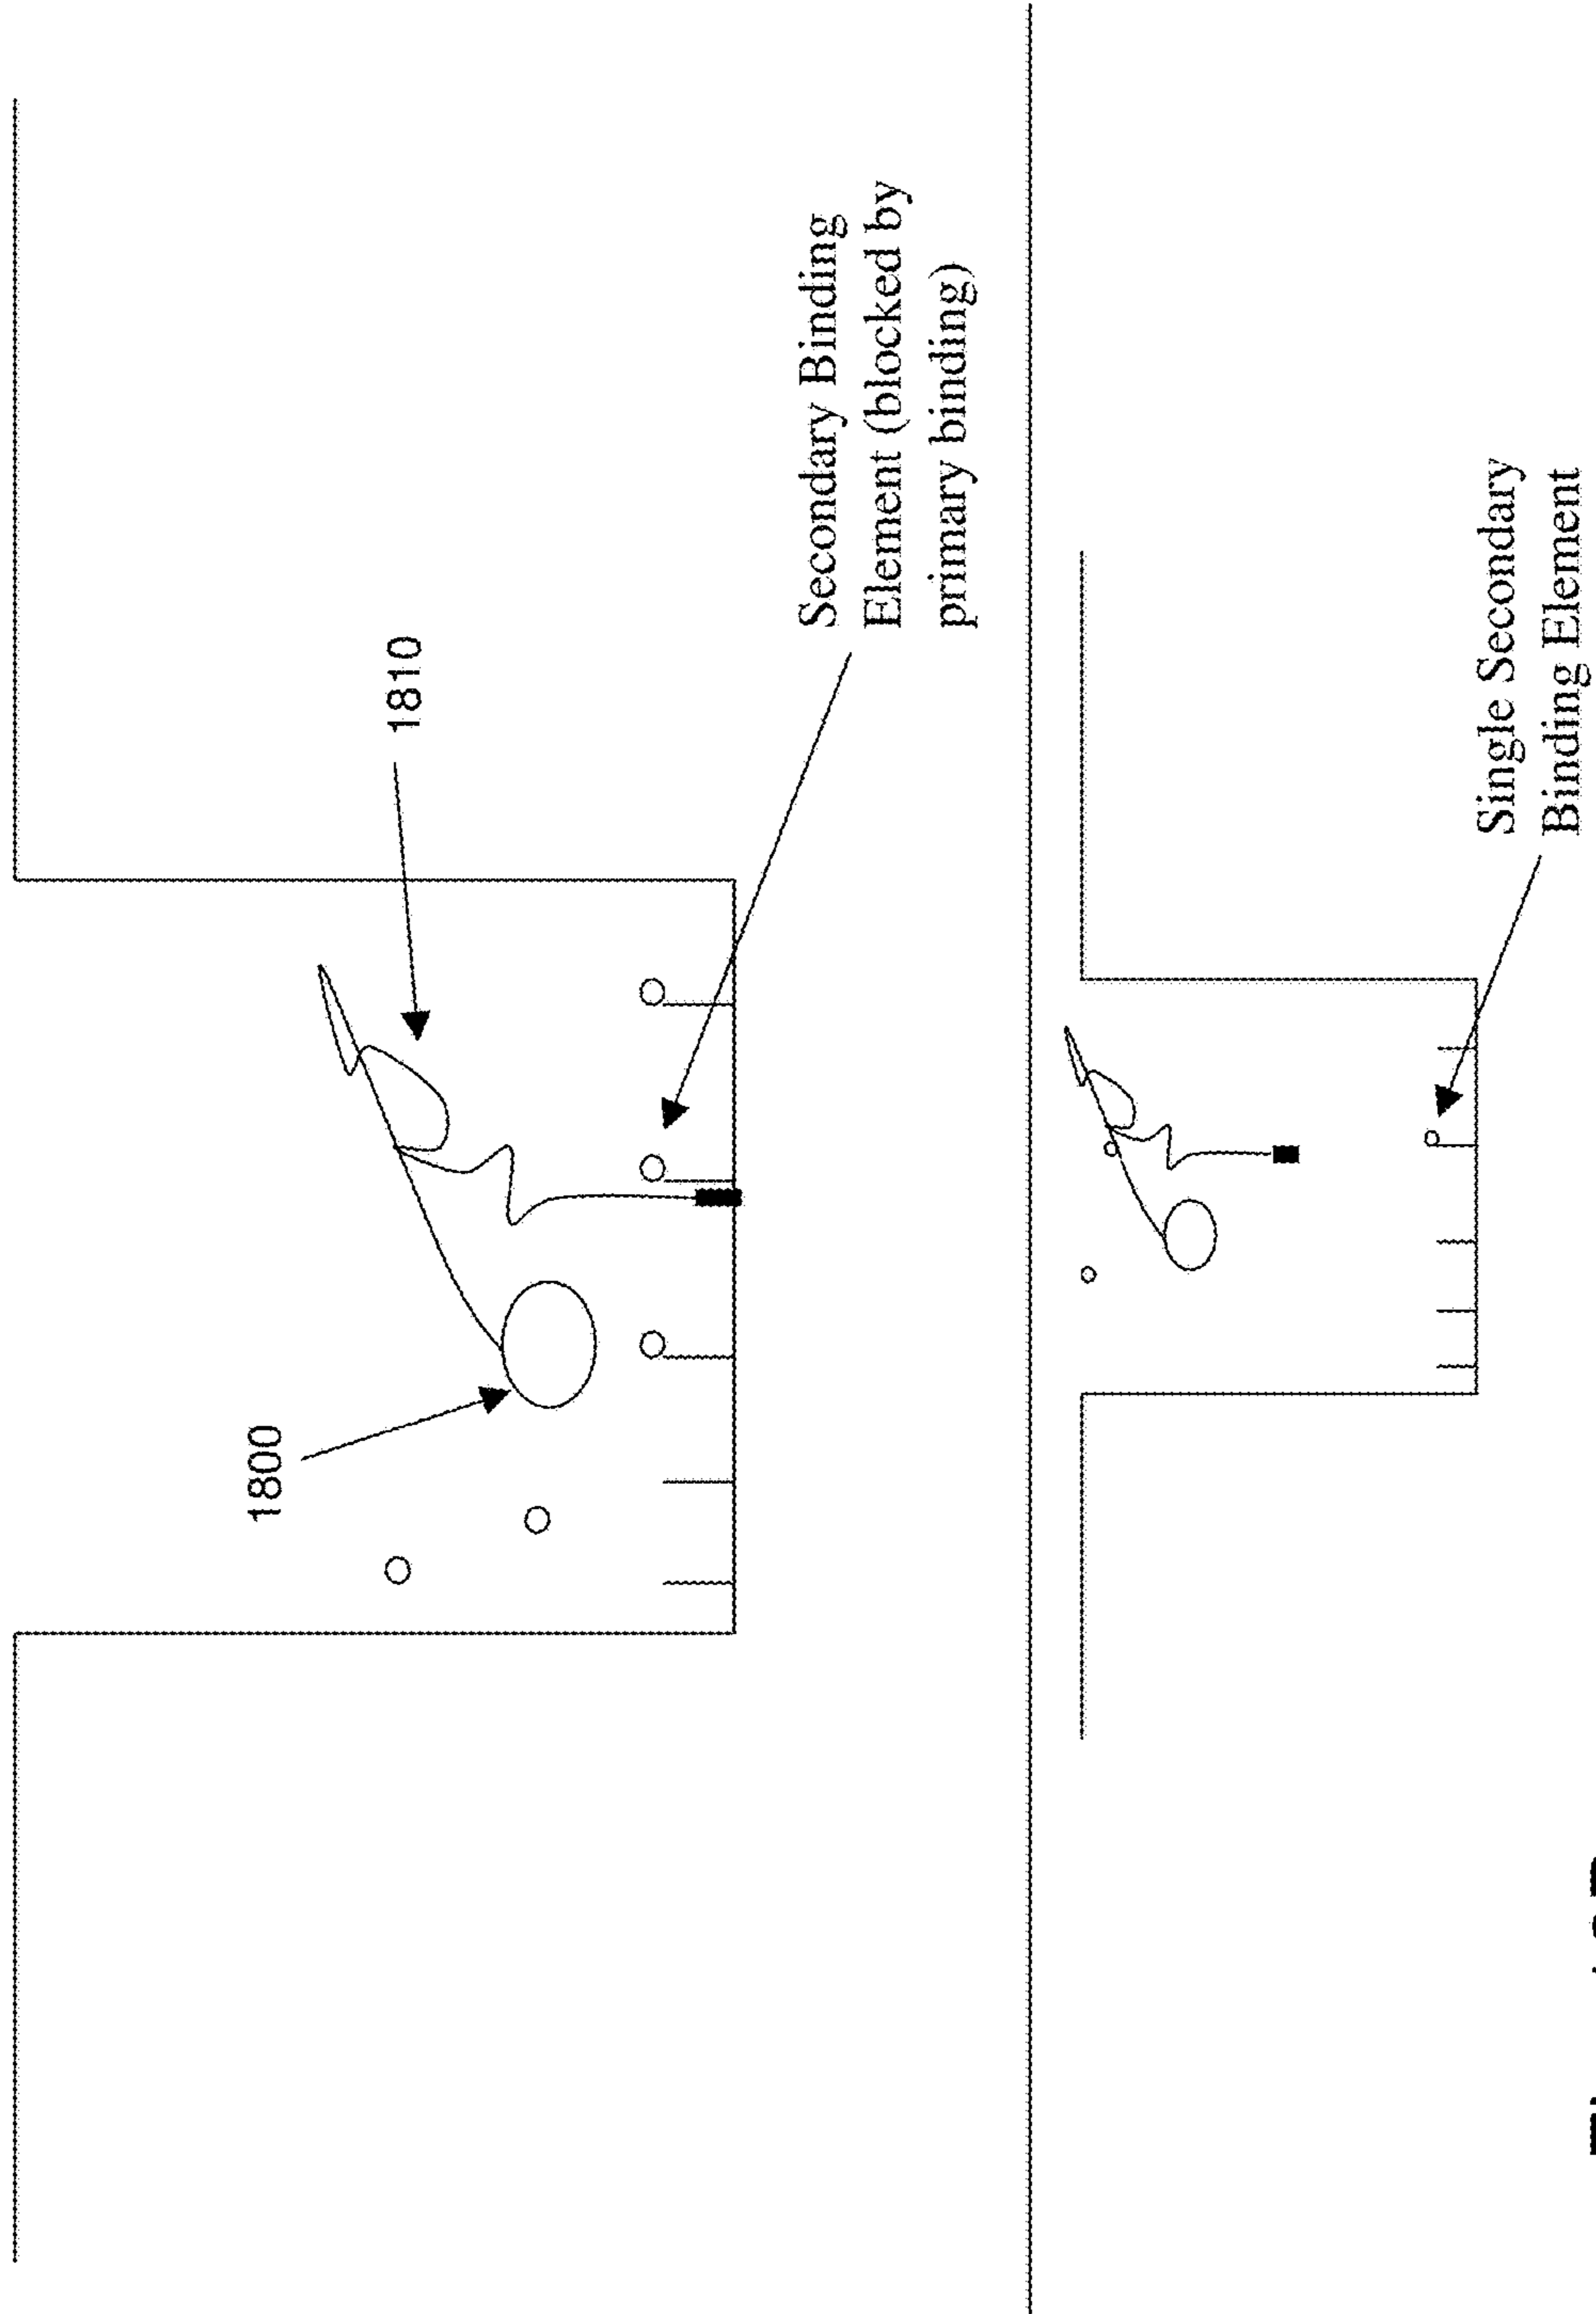 1800
1810
Secondary Binding
Element (blocked by
primary binding)
Single Secondary
Binding Element